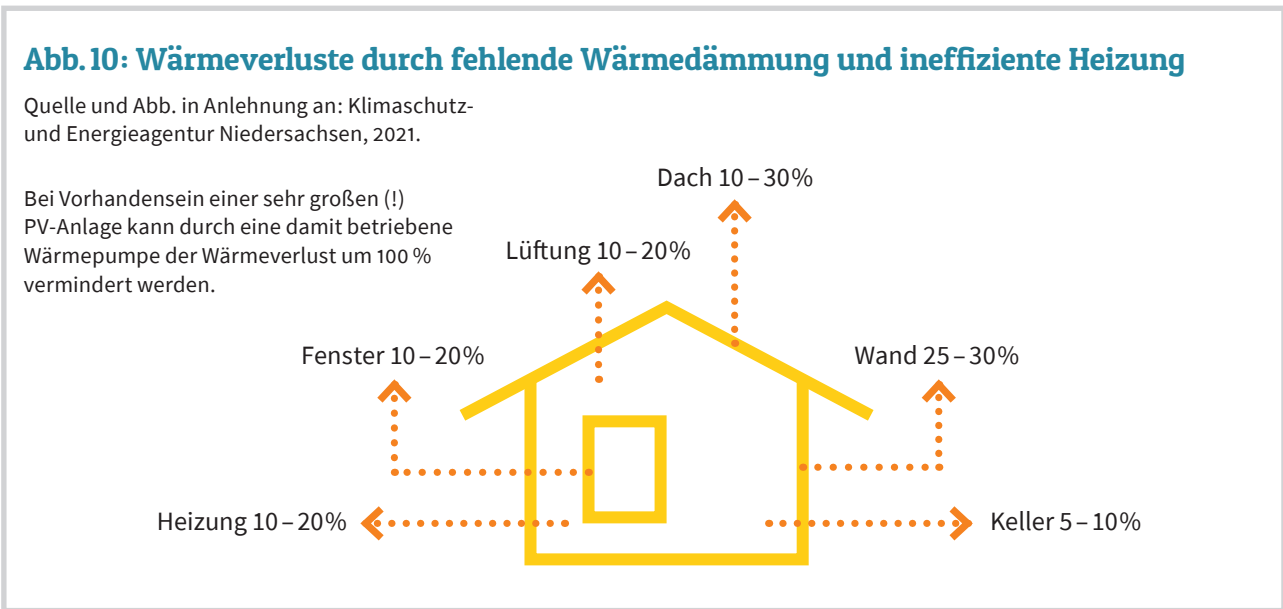 Abb. 10: Wärmeverluste durch fehlende Wärmedämmung und ineffiziente Heizung
Quelle und Abb. in Anlehnung an: Klimaschutz-
und Energieagentur Niedersachsen, 2021.
Bei Vorhandensein einer sehr großen (!)
PV-Anlage kann durch eine damit betriebene
Wärmepumpe der Wärmeverlust um 100 %
vermindert werden.
Dach 10 – 30%
Lüftung 10 – 20%
Fenster 10 – 20%
Wand 25 – 30%
Heizung 10 – 20%
Keller 5 – 10%